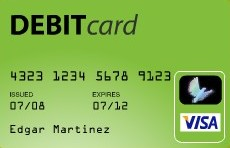 DEBITcard
4323 1234 5678 9123
ISSUED EXPIRES
07/08 07/12
VISA
Edgar Martinez